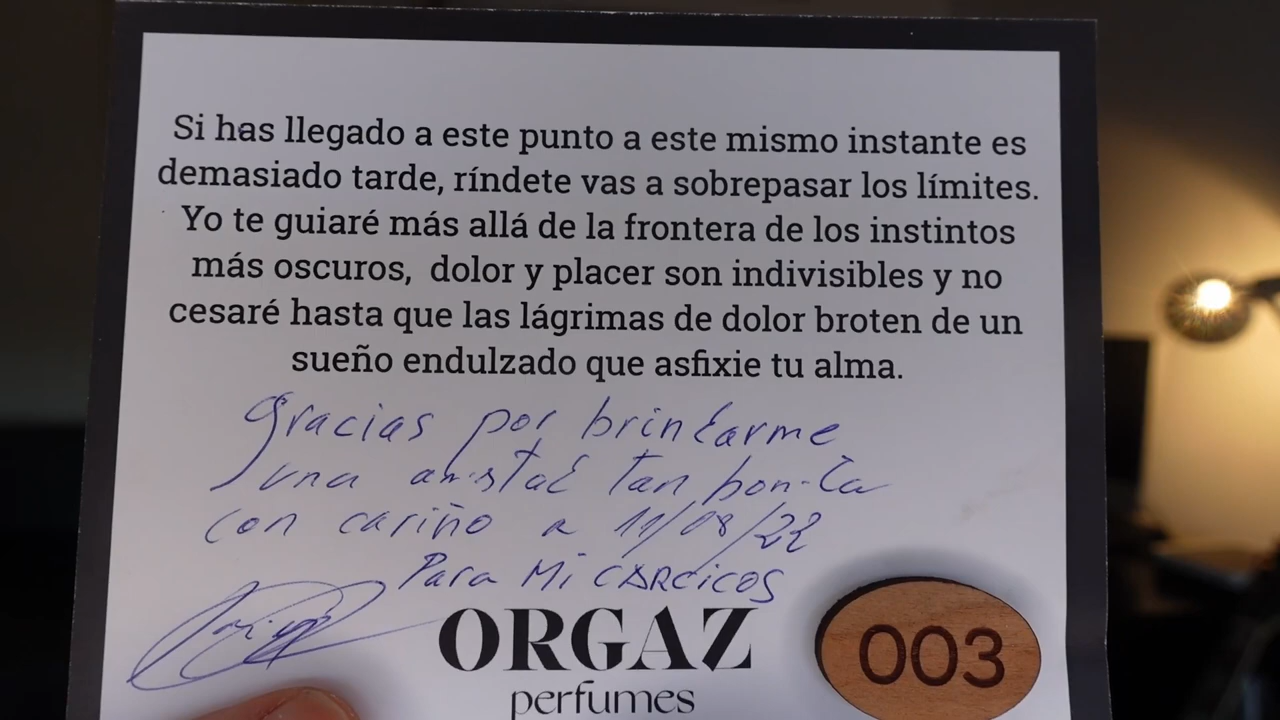 Si has llegado a este punto a este mismo instante es
demasiado tarde, ríndete vas a sobrepasar los límites.
Yo te guiaré más allá de la frontera de los instintos
más oscuros, dolor y placer son indivisibles y no
cesaré hasta que las lágrimas de dolor broten de un
sueño endulzado que asfixie tu alma.
Gracias por brindarme
una amistad tan bonita
con cariño a 11/08/22
Para Mi
ORGAZ
perfumes
003